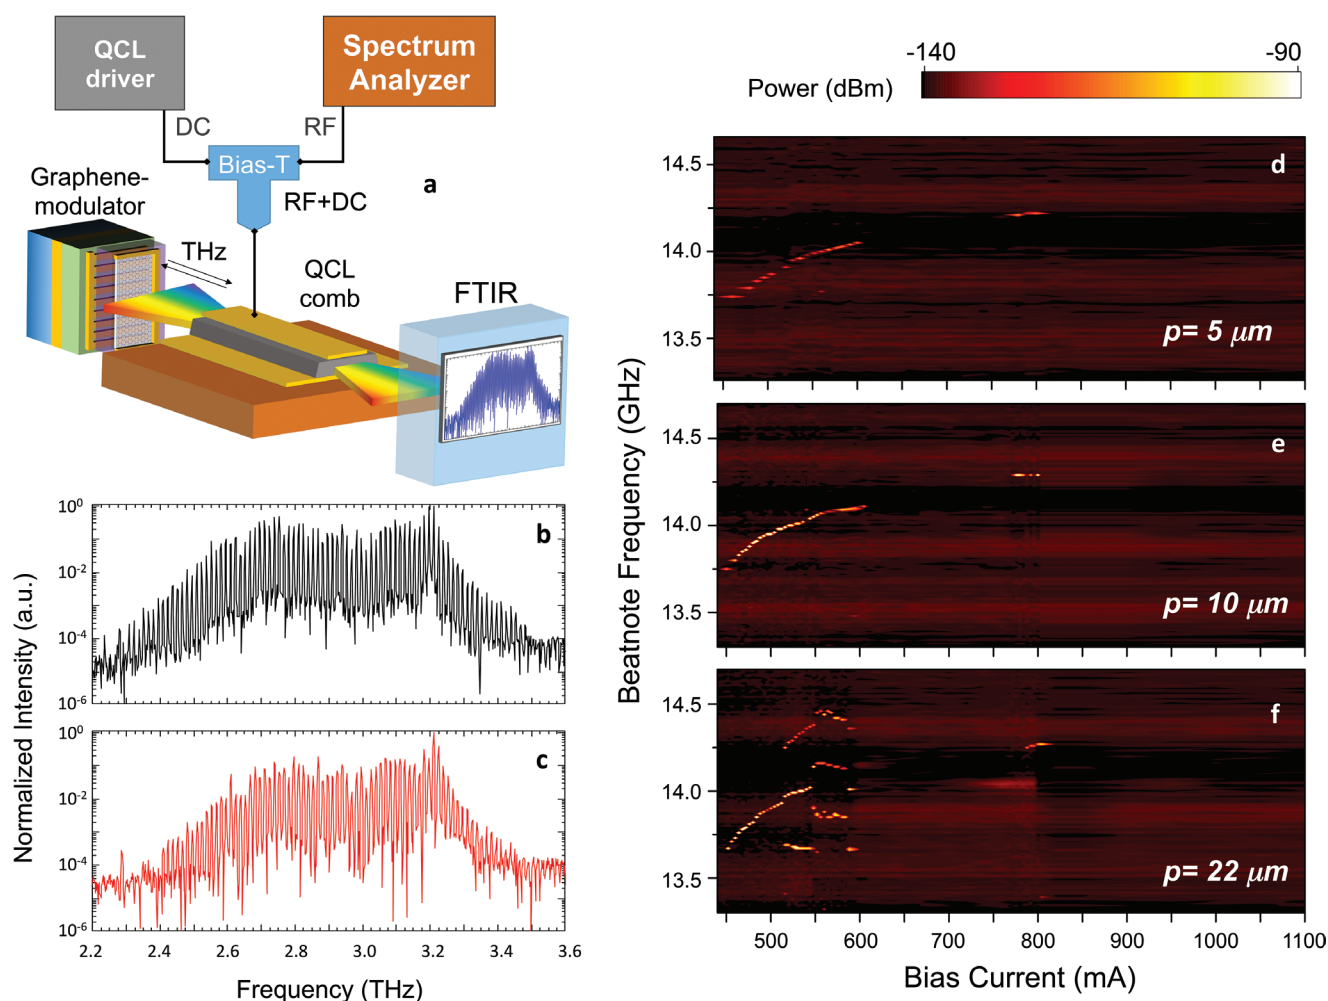 QCL
driver
Spectrum
Analyzer
DC
RF
Bias-T
Graphene-
modulator
a
RF+DC
THz
QCL
comb
FTIR
Normalized Intensity (a.u.)
10⁰
10⁻²
10⁻⁴
10⁻⁶
b
10⁰
10⁻²
10⁻⁴
10⁻⁶
c
2.2 2.4 2.6 2.8 3.0 3.2 3.4 3.6
Frequency (THz)
-140 -90
Power (dBm)
Beatnote Frequency (GHz)
14.5
14.0
13.5
d
p= 5 μm
14.5
14.0
13.5
e
p= 10 μm
14.5
14.0
13.5
f
p= 22 μm
500 600 700 800 900 1000 1100
Bias Current (mA)